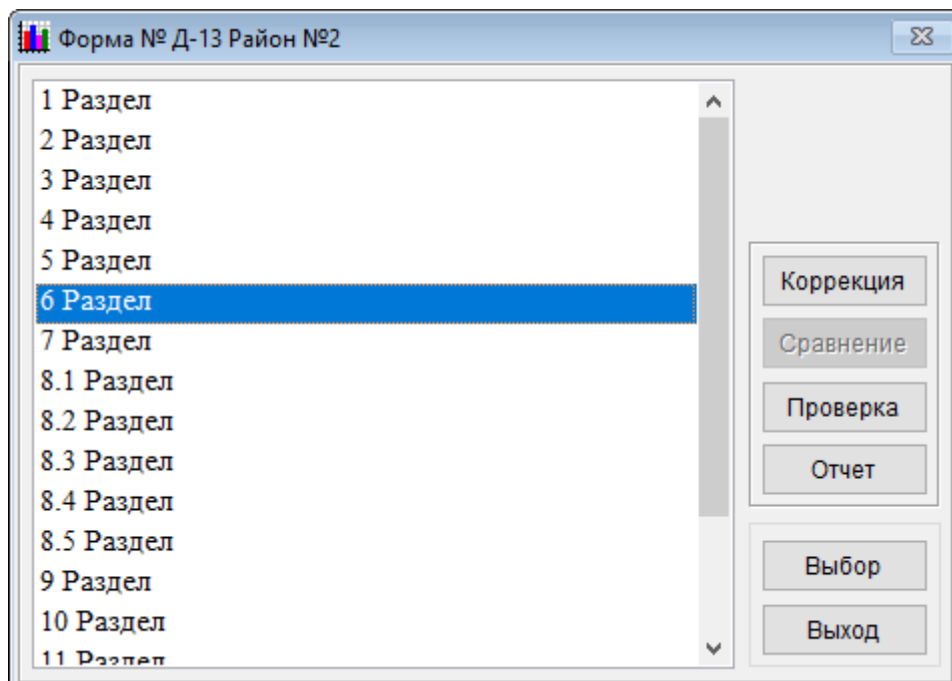 Форма № Д-13 Район №2
1 Раздел
2 Раздел
3 Раздел
4 Раздел
5 Раздел
6 Раздел
7 Раздел
8.1 Раздел
8.2 Раздел
8.3 Раздел
8.4 Раздел
8.5 Раздел
9 Раздел
10 Раздел
11 Раздел
Коррекция
Сравнение
Проверка
Отчет
Выбор
Выход